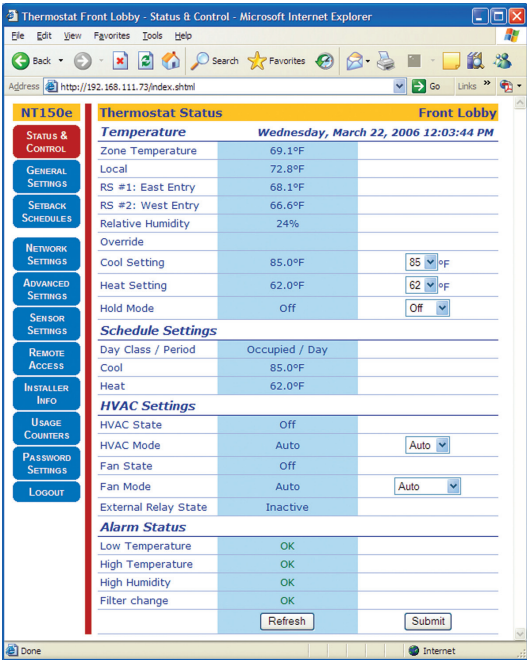 Thermostat Front Lobby - Status & Control - Microsoft Internet Explorer
File Edit View Favorites Tools Help
Back Search Favorites
Address http://192.168.111.73/index.shtml Go Links »
NT150e
STATUS & CONTROL
GENERAL SETTINGS
SETBACK SCHEDULES
NETWORK SETTINGS
ADVANCED SETTINGS
SENSOR SETTINGS
REMOTE ACCESS
INSTALLER INFO
USAGE COUNTERS
PASSWORD SETTINGS
LOGOUT
Thermostat Status Front Lobby
Temperature Wednesday, March 22, 2006 12:03:44 PM
Zone Temperature 69.1°F
Local 72.8°F
RS #1: East Entry 68.1°F
RS #2: West Entry 66.6°F
Relative Humidity 24%
Override
Cool Setting 85.0°F 85 °F
Heat Setting 62.0°F 62 °F
Hold Mode Off Off
Schedule Settings
Day Class / Period Occupied / Day
Cool 85.0°F
Heat 62.0°F
HVAC Settings
HVAC State Off
HVAC Mode Auto Auto
Fan State Off
Fan Mode Auto Auto
External Relay State Inactive
Alarm Status
Low Temperature OK
High Temperature OK
High Humidity OK
Filter change OK
Refresh Submit
Done Internet